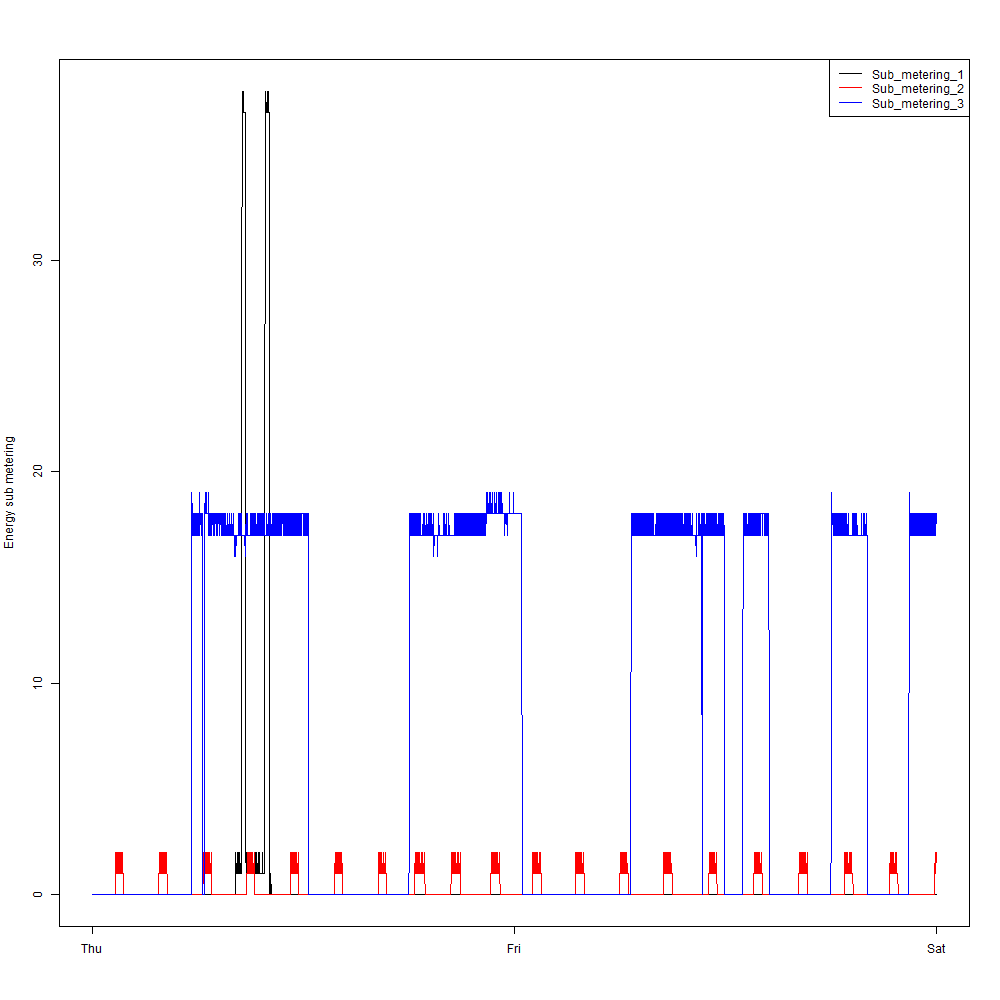 Sub_metering_1
Sub_metering_2
Sub_metering_3
Energy sub metering
30
20
10
0
Thu
Fri
Sat